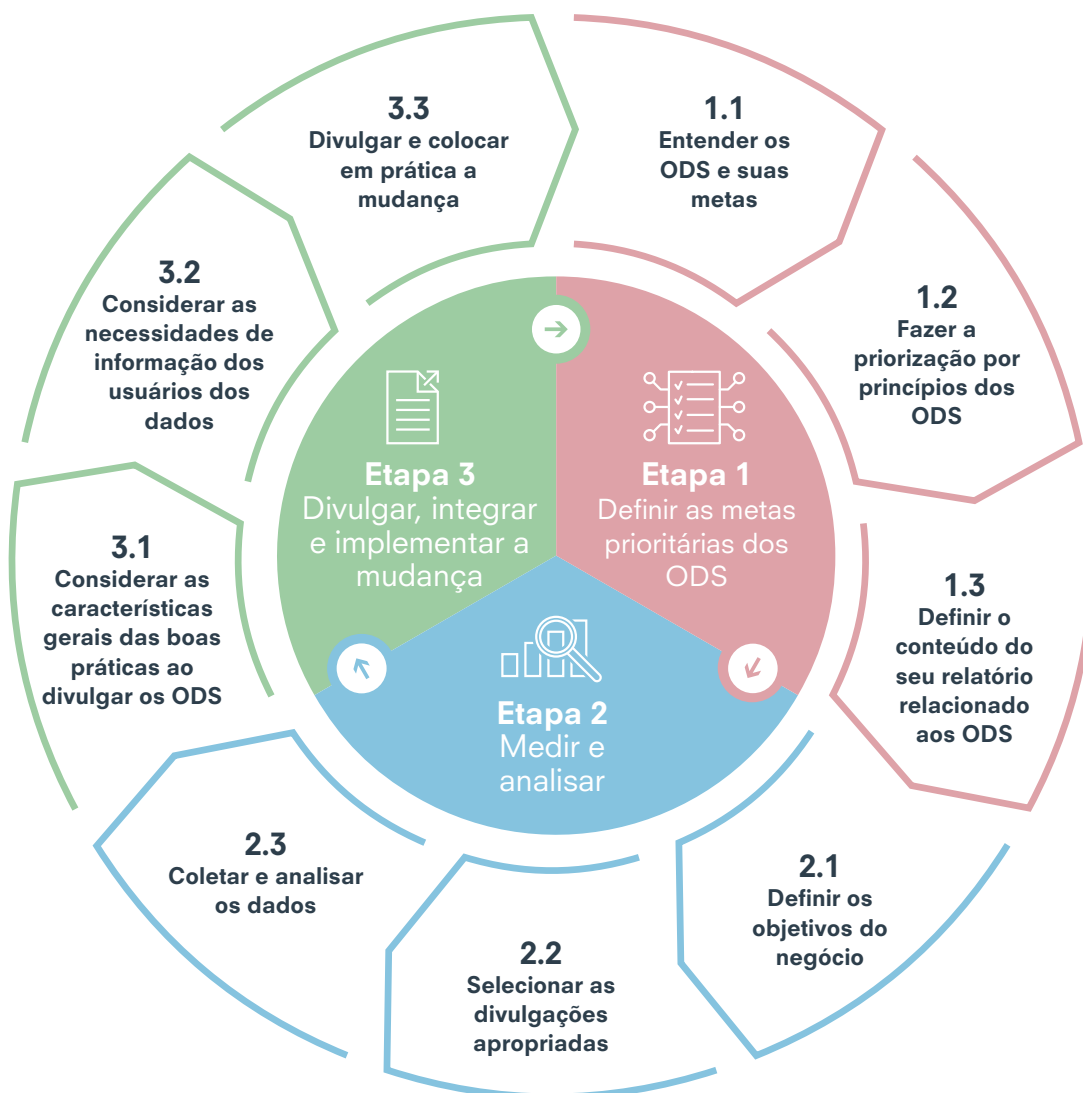 3.3
Divulgar e colocar
em prática a
mudança
1.1
Entender os
ODS e suas
metas
1.2
Fazer a
priorização por
princípios dos
ODS
1.3
Definir o
conteúdo do
seu relatório
relacionado
aos ODS
2.1
Definir os
objetivos do
negócio
2.2
Selecionar as
divulgações
apropriadas
2.3
Coletar e analisar
os dados
3.1
Considerar as
características
gerais das boas
práticas ao
divulgar os ODS
3.2
Considerar as
necessidades de
informação dos
usuários dos
dados
Etapa 1
Definir as metas
prioritárias dos
ODS
Etapa 2
Medir e
analisar
Etapa 3
Divulgar, integrar
e implementar a
mudança